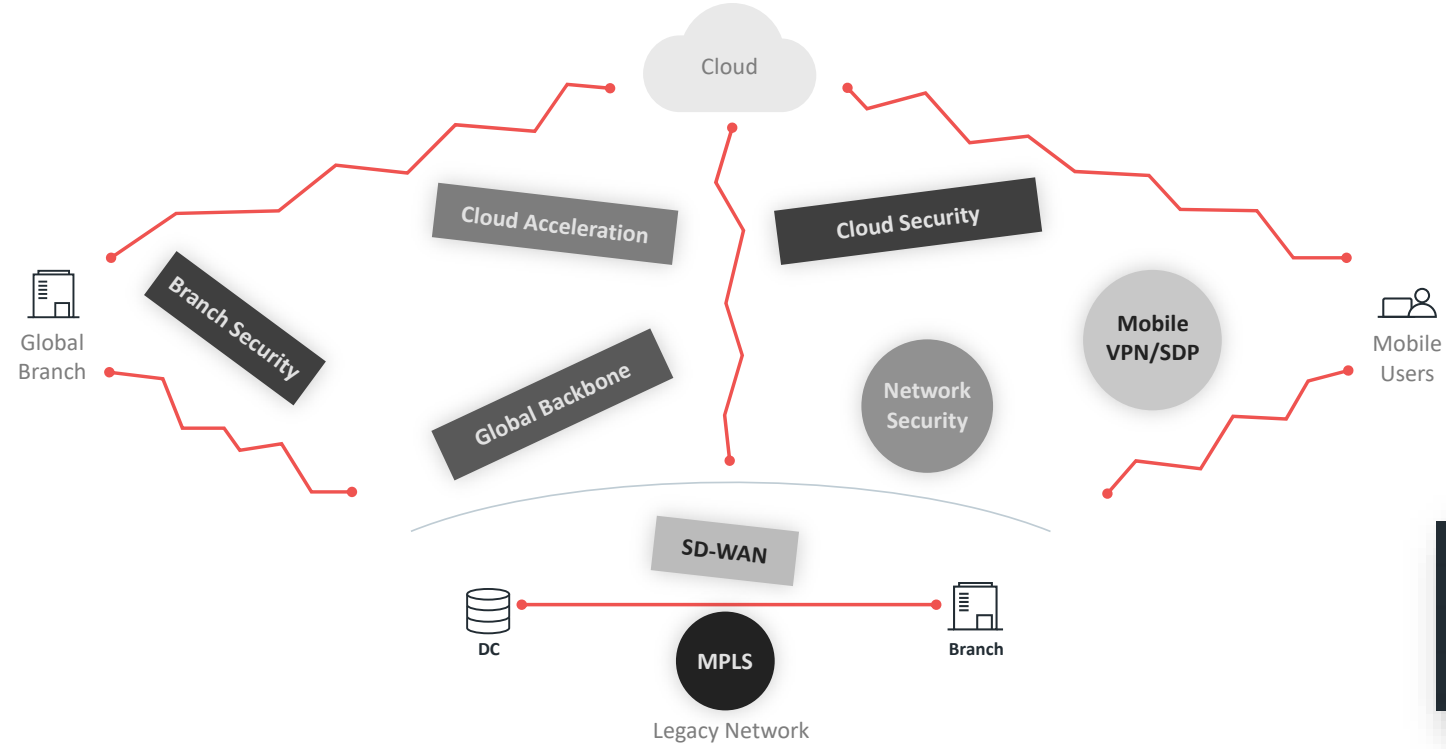 Cloud
Cloud Acceleration
Cloud Security
Branch Security
Global
Branch
Global Backbone
Network
Security
Mobile
VPN/SDP
Mobile
Users
SD-WAN
DC
Branch
MPLS
Legacy Network